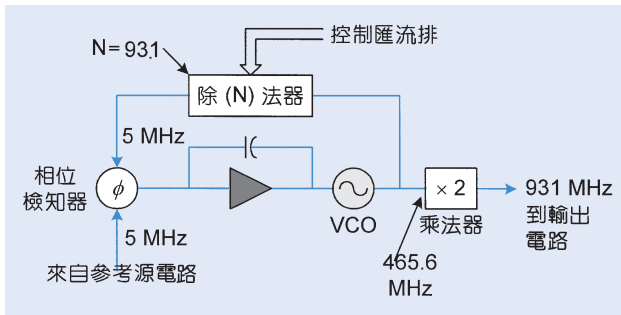 控制匯流排
N= 93.1
除 (N) 法器
5 MHz
相位
檢知器
ϕ
VCO
× 2
乘法器
931 MHz
到輸出
電路
5 MHz
465.6
MHz
來自參考源電路